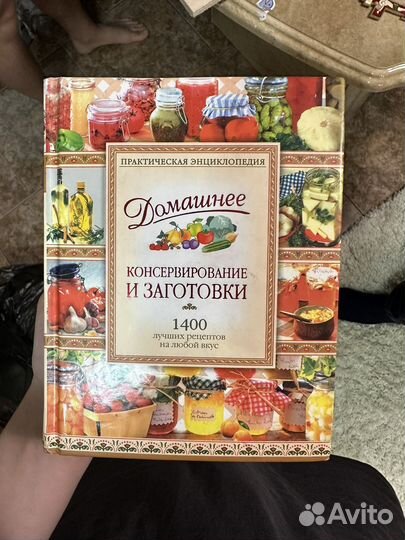 ПРАКТИЧЕСКАЯ ЭНЦИКЛОПЕДИЯ
Домашнее
КОНСЕРВИРОВАНИЕ
И ЗАГОТОВКИ
1400
лучших рецептов
на любой вкус
Avito